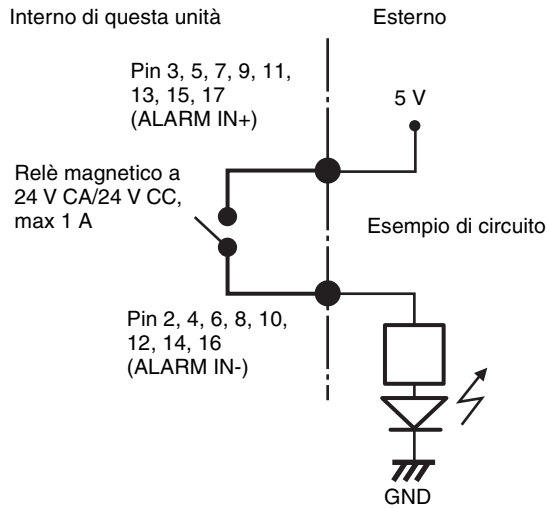 Interno di questa unità
Esterno
Pin 3, 5, 7, 9, 11,
13, 15, 17
(ALARM IN+)
5 V
Relè magnetico a
24 V CA/24 V CC,
max 1 A
Esempio di circuito
Pin 2, 4, 6, 8, 10,
12, 14, 16
(ALARM IN-)
GND